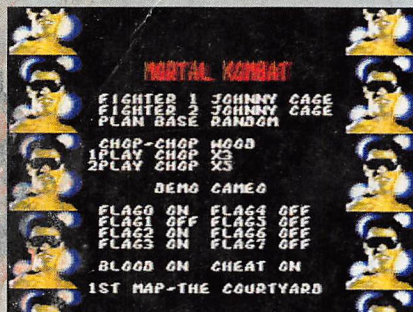 MORTAL KOMBAT
FIGHTER 1 JOHNNY CAGE
FIGHTER 2 JOHNNY CAGE
PLAN BASE RANDOM
CHOP-CHOP WOOD
1PLAY CHOP X3
2PLAY CHOP X3
DEMO CAMEO
FLAG0 ON FLAG4 OFF
FLAG1 OFF FLAG5 OFF
FLAG2 ON FLAG6 OFF
FLAG3 ON FLAG7 OFF
BLOOD ON CHEAT ON
1ST MAP-THE COURTYARD